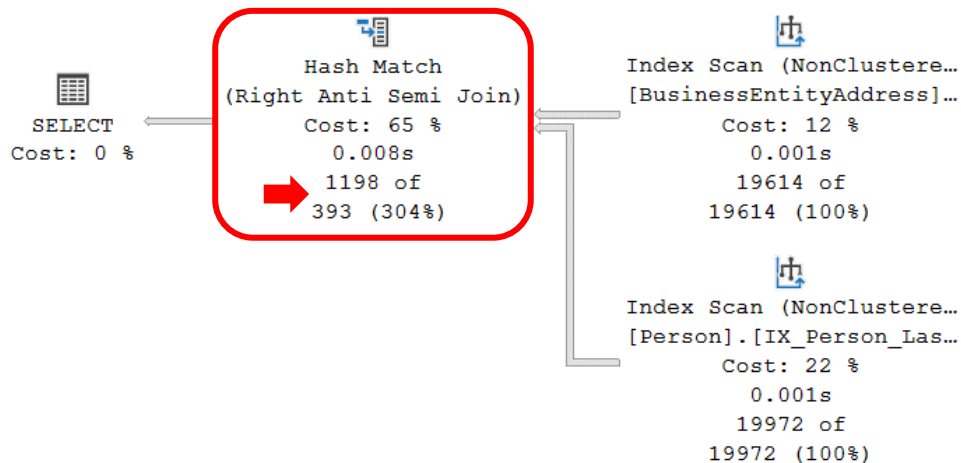 SELECT
Cost: 0 %
Hash Match
(Right Anti Semi Join)
Cost: 65 %
0.008s
1198 of
393 (304%)
Index Scan (NonClustere…
[BusinessEntityAddress]…
Cost: 12 %
0.001s
19614 of
19614 (100%)
Index Scan (NonClustere…
[Person].[IX_Person_Las…
Cost: 22 %
0.001s
19972 of
19972 (100%)